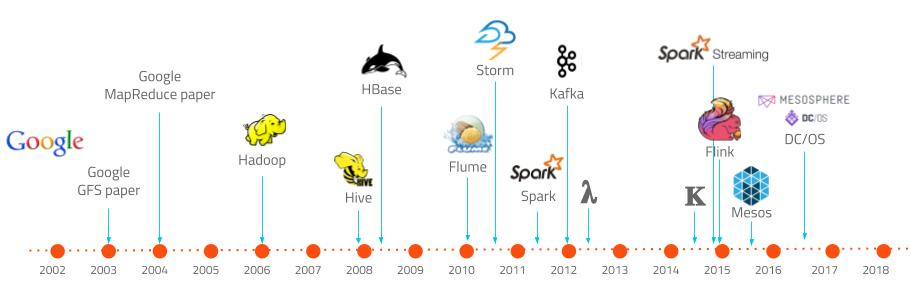 Google
Google
GFS paper
Google
MapReduce paper
Hadoop
HIVE
Hive
HBase
Flume
Storm
Spark
Spark
Kafka
λ
K
Spark Streaming
Flink
Mesos
MESOSPHERE
DC/OS
DC/OS
2002 2003 2004 2005 2006 2007 2008 2009 2010 2011 2012 2013 2014 2015 2016 2017 2018